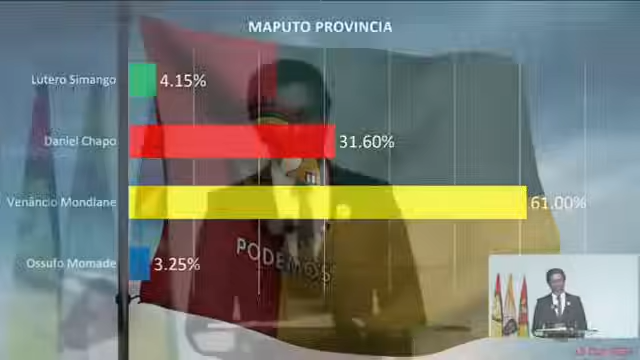 MAPUTO PROVINCIA
Lutero Simango
4.15%
Daniel Chapo
31.60%
Venâncio Mondlane
61.00%
Ossufo Momade
3.25%
PODEMOS